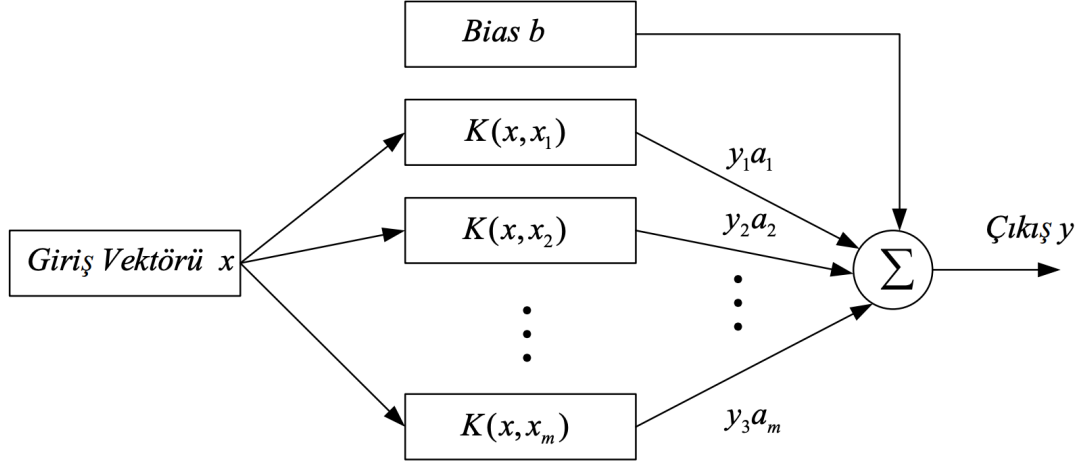 Bias b
K(x, x₁)
y₁a₁
K(x, x₂)
y₂a₂
Giriş Vektörü x
Σ
Çıkış y
K(x, xₘ)
y₃aₘ